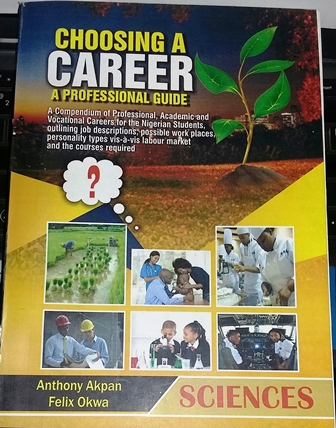 CHOOSING A
CAREER
A PROFESSIONAL GUIDE
A Compendium of Professional, Academic and
Vocational Careers for the Nigerian Students,
outlining job descriptions, possible work places,
personality types vis-à-vis labour market
and the courses required
?
Anthony Akpan
Felix Okwa
SCIENCES